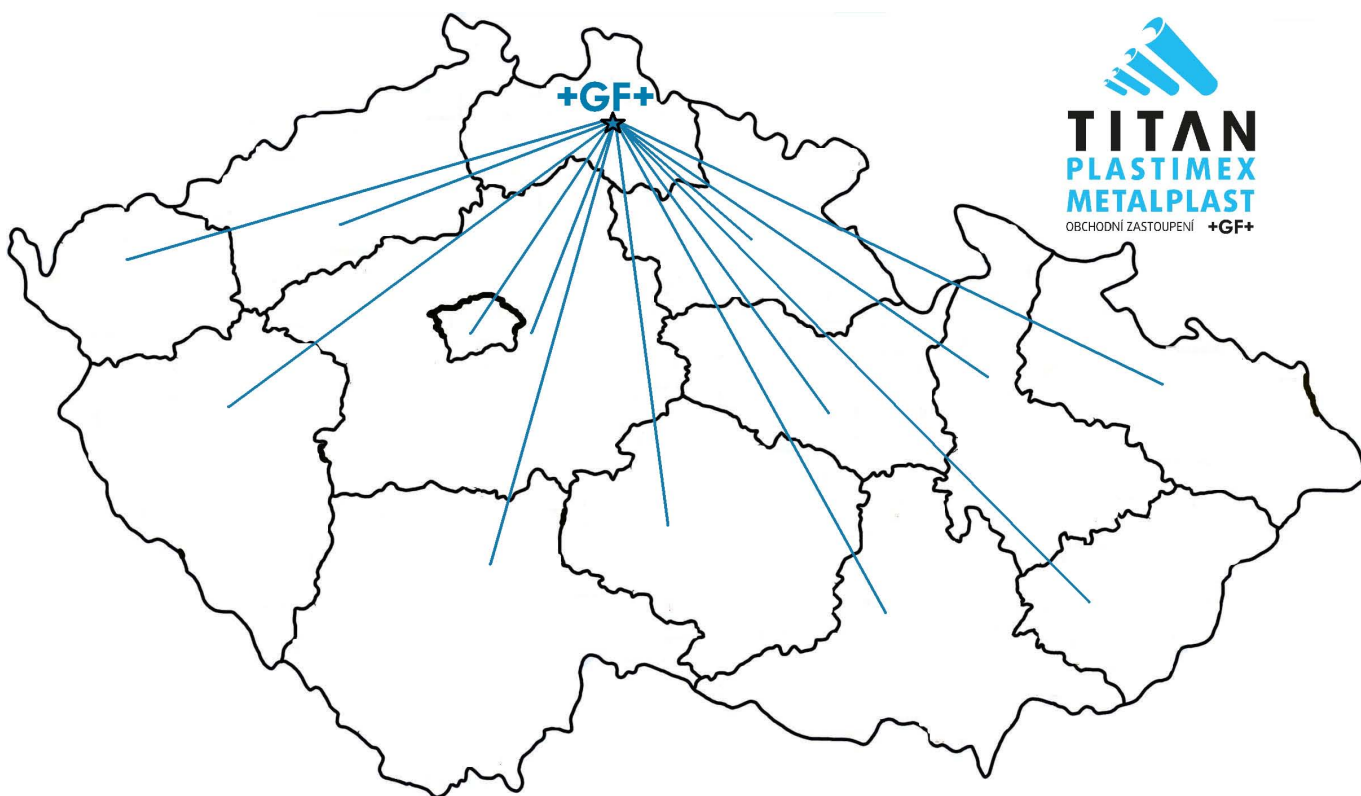 +GF+
TITAN
PLASTIMEX
METALPLAST
OBCHODNÍ ZASTOUPENÍ +GF+